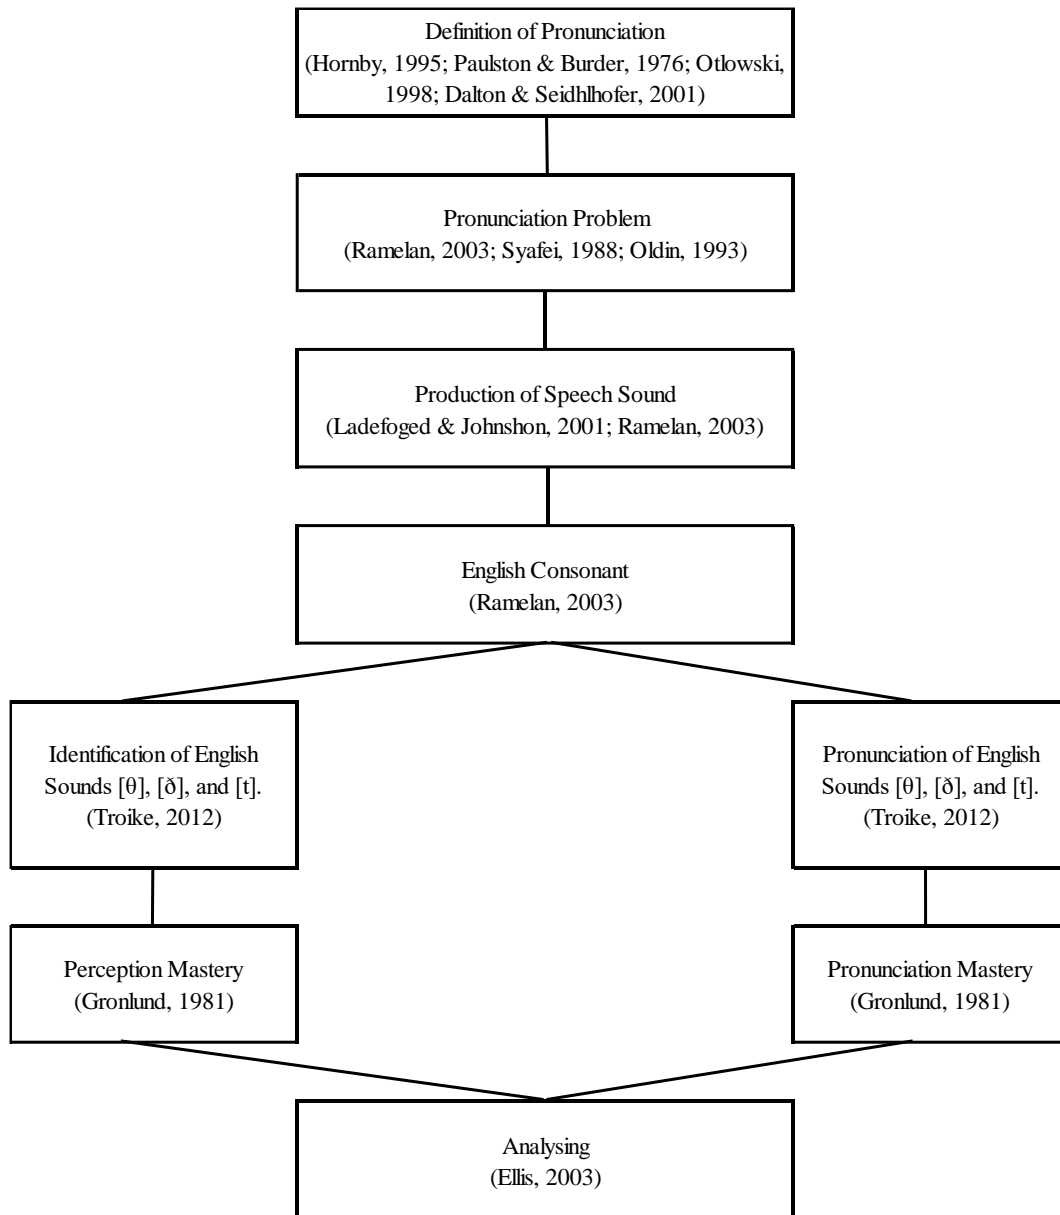 Definition of Pronunciation
(Hornby, 1995; Paulston & Burder, 1976; Otlowski,
1998; Dalton & Seidhlhofer, 2001)
Pronunciation Problem
(Ramelan, 2003; Syafei, 1988; Oldin, 1993)
Production of Speech Sound
(Ladefoged & Johnshon, 2001; Ramelan, 2003)
English Consonant
(Ramelan, 2003)
Identification of English
Sounds [θ], [ð], and [t].
(Troike, 2012)
Pronunciation of English
Sounds [θ], [ð], and [t].
(Troike, 2012)
Perception Mastery
(Gronlund, 1981)
Pronunciation Mastery
(Gronlund, 1981)
Analysing
(Ellis, 2003)